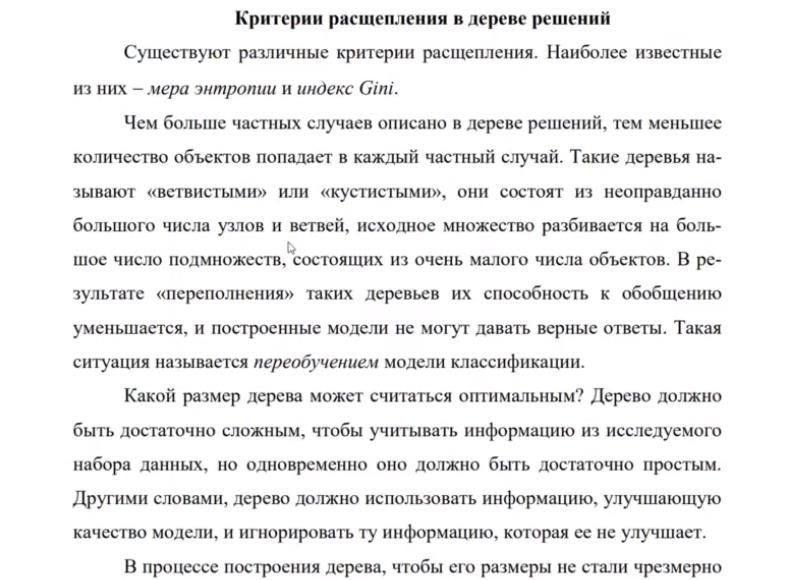 Критерии расщепления в дереве решений
Существуют различные критерии расщепления. Наиболее известные
из них – мера энтропии и индекс Gini.
Чем больше частных случаев описано в дереве решений, тем меньшее
количество объектов попадает в каждый частный случай. Такие деревья на-
зывают «ветвистыми» или «кустистыми», они состоят из неоправданно
большого числа узлов и ветвей, исходное множество разбивается на боль-
шое число подмножеств, состоящих из очень малого числа объектов. В ре-
зультате «переполнения» таких деревьев их способность к обобщению
уменьшается, и построенные модели не могут давать верные ответы. Такая
ситуация называется переобучением модели классификации.
Какой размер дерева может считаться оптимальным? Дерево должно
быть достаточно сложным, чтобы учитывать информацию из исследуемого
набора данных, но одновременно оно должно быть достаточно простым.
Другими словами, дерево должно использовать информацию, улучшающую
качество модели, и игнорировать ту информацию, которая ее не улучшает.
В процессе построения дерева, чтобы его размеры не стали чрезмерно